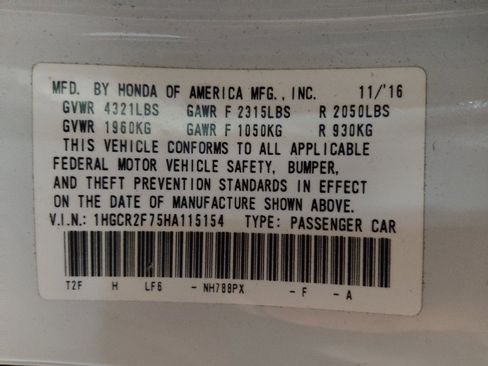 MFD. BY HONDA OF AMERICA MFG., INC. 11/'16
GVWR 4321LBS GAWR F 2315LBS R 2050LBS
GVWR 1960KG GAWR F 1050KG R 930KG
THIS VEHICLE CONFORMS TO ALL APPLICABLE
FEDERAL MOTOR VEHICLE SAFETY, BUMPER,
AND THEFT PREVENTION STANDARDS IN EFFECT
ON THE DATE OF MANUFACTURE SHOWN ABOVE.
V.I.N.: 1HGCR2F75HA115154 TYPE: PASSENGER CAR
T2F H LF6 - NH788PX - F - A